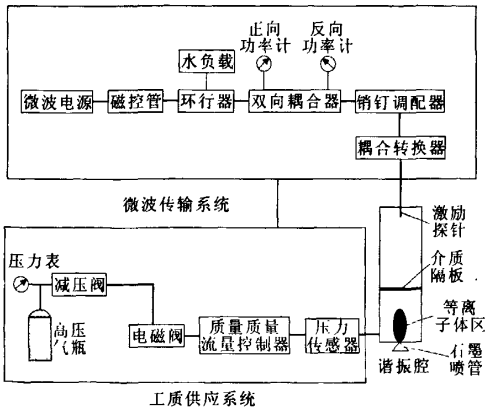 正向
功率计
反向
功率计
水负载
微波电源
磁控管
环行器
双向耦合器
销钉调配器
耦合转换器
微波传输系统
激励
探针
介质
隔板
等离
子体区
石墨
喷管
谐振腔
压力表
减压阀
高压
气瓶
电磁阀
质量质量
流量控制器
压力
传感器
工质供应系统